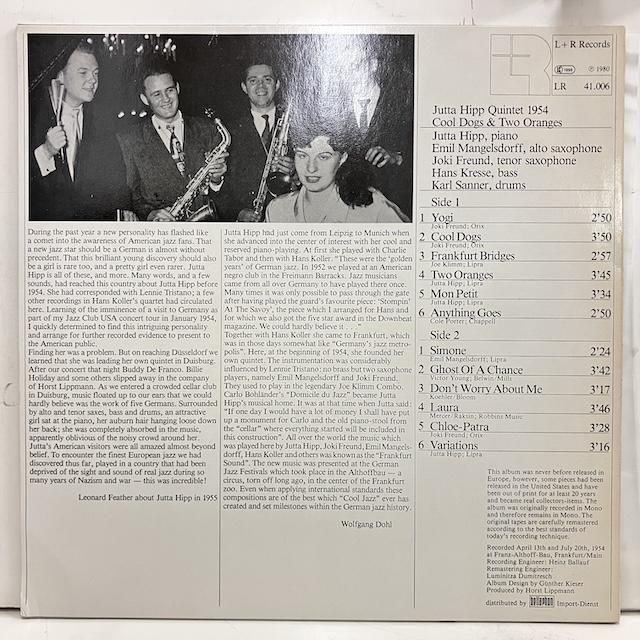 L+R Records
℗ 1980
LR 41.006
Jutta Hipp Quintet 1954
Cool Dogs & Two Oranges
Jutta Hipp, piano
Emil Mangelsdorff, alto saxophone
Joki Freund, tenor saxophone
Hans Kresse, bass
Karl Sanner, drums
Side 1
1 Yogi 2'50
Joki Freund; Orix
2 Cool Dogs 3'50
Joki Freund; Orix
3 Frankfurt Bridges 2'57
Joe Kimm; Lipra
4 Two Oranges 3'45
Jutta Hipp; Lipra
5 Mon Petit 3'34
Jutta Hipp; Lipra
6 Anything Goes 2'50
Cole Porter; Chappell
Side 2
1 Simone 2'24
Emil Mangelsdorff; Lipra
2 Ghost Of A Chance 3'42
Victor Young; Belwin/Mills
3 Don't Worry About Me 3'17
Koehler/Bloom
4 Laura 3'46
Mercer/Raksin; Robbins Music
5 Chloe-Patra 3'28
Joki Freund; Orix
6 Variations 3'16
Jutta Hipp; Lipra
This album was never before released in
Europe, however, some pieces had been
released in the United States and have
been out of print for at least 20 years
and became real collectors-items. The
album was originally recorded in Mono
and therefore remains in Mono. The
original tapes are carefully remastered
according to the best standards of
today's recording technique.
Recorded April 13th and July 20th, 1954
at Franz-Althoff-Bau, Frankfurt/Main
Recording Engineer: Heinz Ballauf
Remastering Engineer:
Luminitza Dumitresch
Album Design by Günther Kieser
Produced by Horst Lippmann
distributed by bellaphon Import-Dienst
During the past year a new personality has flashed like
a comet into the awareness of American jazz fans. That
a new jazz star should be a German is almost without
precedent. That this brilliant young discovery should also
be a girl is rare too, and a pretty girl even rarer. Jutta
Hipp is all of these, and more. Many words, and a few
sounds, had reached this country about Jutta Hipp before
1954. She had corresponded with Lennie Tristano; a few
other recordings in Hans Koller's quartet had circulated
here. Learning of the imminence of a visit to Germany as
part of my Jazz Club USA concert tour in January 1954,
I quickly determined to find this intriguing personality
and arrange for further recorded evidence to present to
the American public.
Finding her was a problem. But on reaching Düsseldorf we
learned that she was leading her own quintet in Duisburg.
After our concert that night Buddy De Franco. Billie
Holiday and some others slipped away in the company
of Horst Lippmann. As we entered a crowded cellar club
in Duisburg, music floated up to our ears that we could
hardly believe was the work of five Germans. Surrounded
by alto and tenor saxes, bass and drums, an attractive
girl sat at the piano, her auburn hair hanging loose down
her back; she was completely absorbed in the music,
apparently oblivious of the noisy crowd around her.
Jutta's American visitors were all amazed almost beyond
belief. To encounter the finest European jazz we had
discovered thus far, played in a country that had been
deprived of the sight and sound of real jazz during so
many years of Nazism and war — this was incredible!
Leonard Feather about Jutta Hipp in 1955
Jutta Hipp had just come from Leipzig to Munich when
she advanced into the center of interest with her cool and
reserved piano-playing. At first she played with Charlie
Tabor and then with Hans Koller. "These were the 'golden
years' of German jazz. In 1952 we played at an American
negro club in the Freimann Barracks. Jazz musicians
came from all over Germany to have played there once.
Many times it was only possible to pass through the gate
after having played the guard's favourite piece: 'Stompin'
At The Savoy', the piece which I arranged for Hans and
for which we also got the five star award in the Downbeat
magazine. We could hardly believe it . . ."
Together with Hans Koller she came to Frankfurt, which
was in those days somewhat like "Germany's jazz metro-
polis". Here, at the beginning of 1954, she founded her
own quintet. The instrumentation was considerably
influenced by Lennie Tristano; no brass but two saxophone
players, namely Emil Mangelsdorff and Joki Freund.
They used to play in the legendary Joe Klimm Combo.
Carlo Bohländer's "Domicile du Jazz" became Jutta
Hipp's musical home. It was at that time when Jutta said:
"If one day I would have a lot of money I shall have put
up a monument for Carlo and the old piano-stool from
the "cellar" where everything started will be included in
this construction". All over the world the music which
was played here by Jutta Hipp, Joki Freund, Emil Mangels-
dorff, Hans Koller and others was known as the "Frankfurt
Sound". The new music was presented at the German
Jazz Festivals which took place in the Althoffbau — a
circus, torn off long ago, in the center of the Frankfurt
zoo. Even when applying international standards these
compositions are of the best which "Cool Jazz" ever has
created and set milestones within the German jazz history.
Wolfgang Dohl